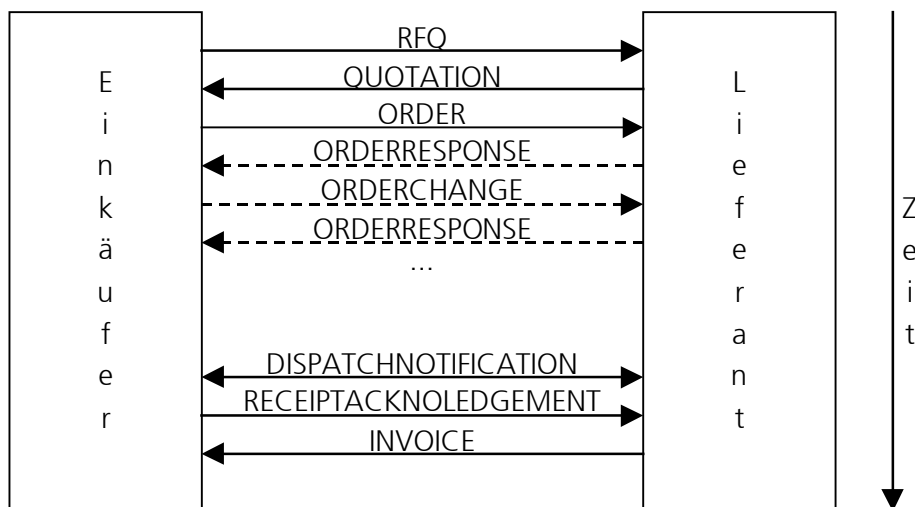 Einkäufer
RFQ
QUOTATION
ORDER
ORDERRESPONSE
ORDERCHANGE
ORDERRESPONSE
...
DISPATCHNOTIFICATION
RECEIPTACKNOLEDGEMENT
INVOICE
Lieferant
Zeit